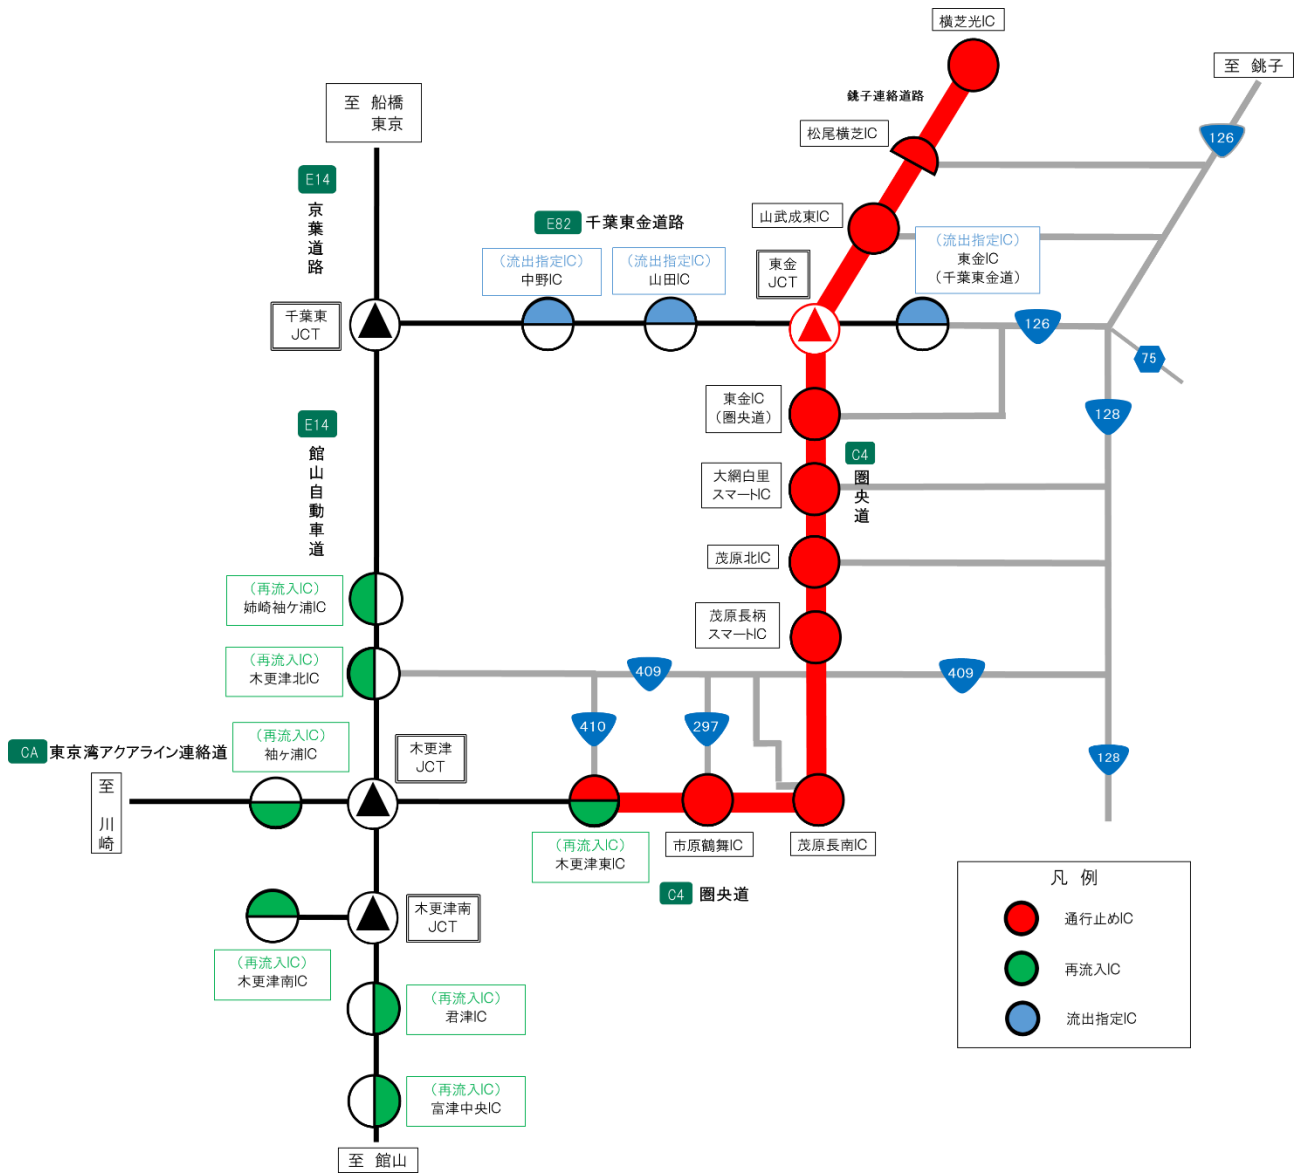 横芝光IC
至 銚子
銚子連絡道路
126
松尾横芝IC
至 船橋
東京
E14
京葉道路
E82
千葉東金道路
山武成東IC
(流出指定IC)
中野IC
(流出指定IC)
山田IC
東金
JCT
(流出指定IC)
東金IC
(千葉東金道)
千葉東
JCT
126
75
東金IC
(圏央道)
128
E14
館山自動車道
C4
圏央道
大網白里
スマートIC
茂原北IC
(再流入IC)
姉崎袖ケ浦IC
茂原長柄
スマートIC
(再流入IC)
木更津北IC
409
409
410
297
CA
東京湾アクアライン連絡道
(再流入IC)
袖ヶ浦IC
木更津
JCT
128
至 川崎
(再流入IC)
木更津東IC
市原鶴舞IC
茂原長南IC
C4
圏央道
木更津南
JCT
(再流入IC)
木更津南IC
(再流入IC)
君津IC
(再流入IC)
富津中央IC
至 館山
凡 例
通行止めIC
再流入IC
流出指定IC